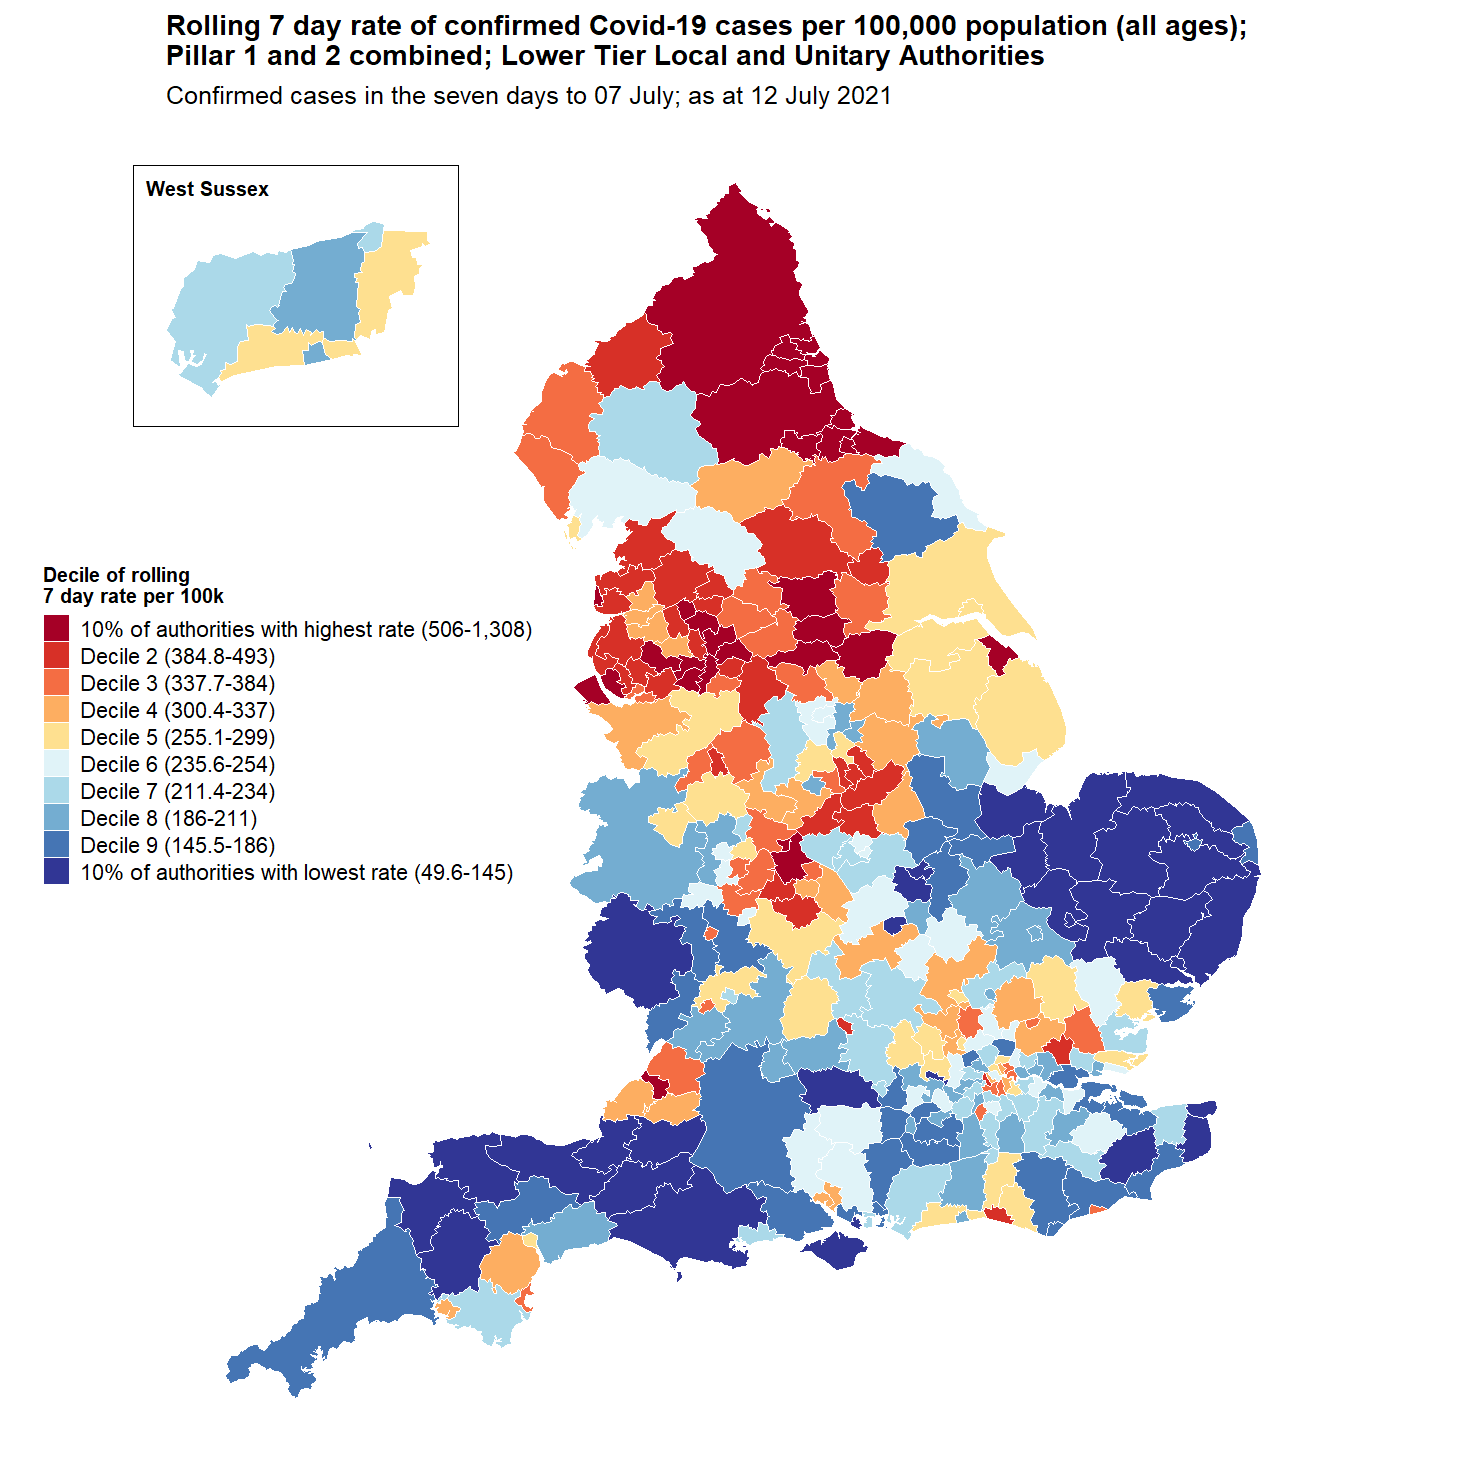 Rolling 7 day rate of confirmed Covid-19 cases per 100,000 population (all ages);
Pillar 1 and 2 combined; Lower Tier Local and Unitary Authorities
Confirmed cases in the seven days to 07 July; as at 12 July 2021
West Sussex
Decile of rolling
7 day rate per 100k
10% of authorities with highest rate (506-1,308)
Decile 2 (384.8-493)
Decile 3 (337.7-384)
Decile 4 (300.4-337)
Decile 5 (255.1-299)
Decile 6 (235.6-254)
Decile 7 (211.4-234)
Decile 8 (186-211)
Decile 9 (145.5-186)
10% of authorities with lowest rate (49.6-145)